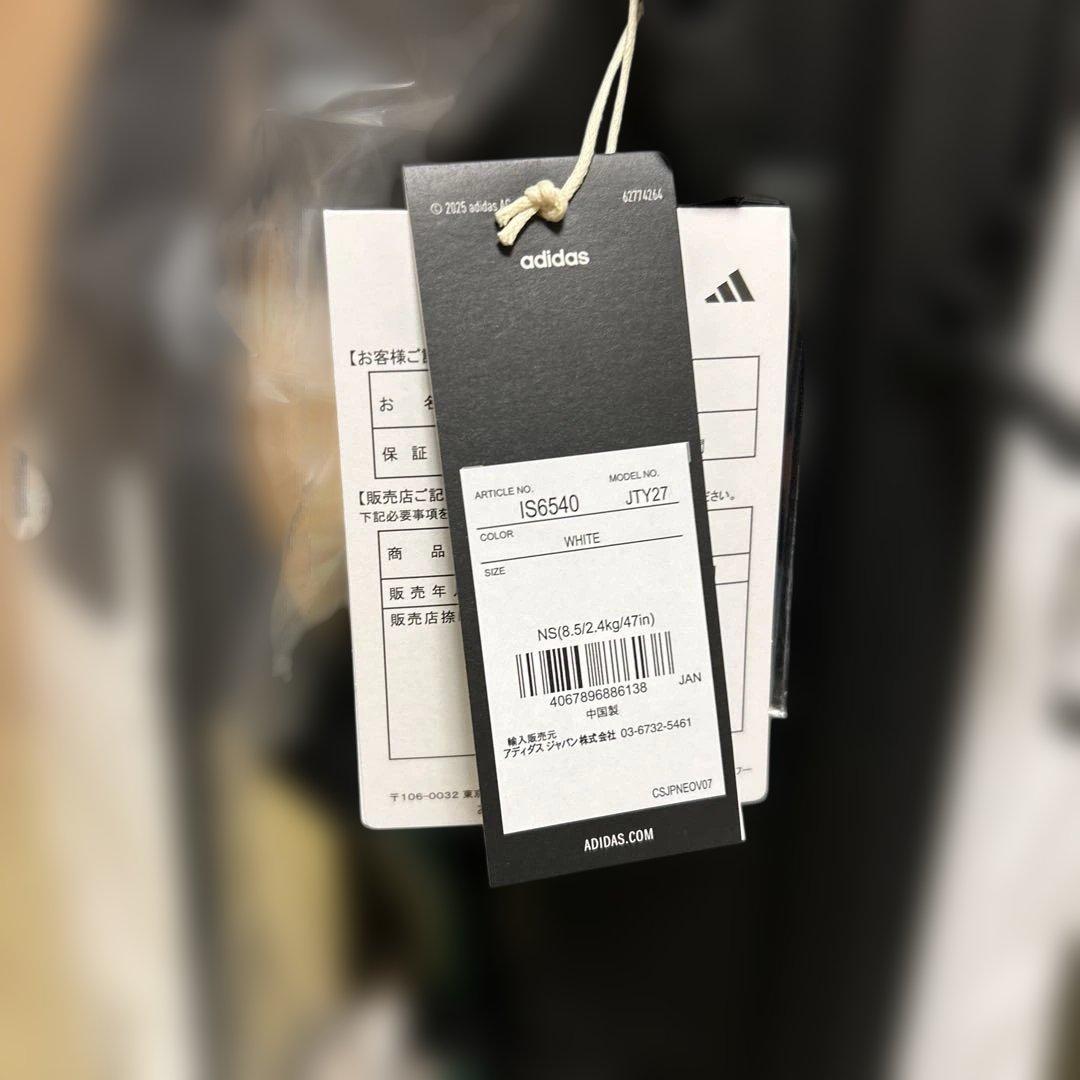 © 2025 adidas AG
62774264
adidas
ARTICLE NO.
MODEL NO.
IS6540
JTY27
COLOR
WHITE
SIZE
NS(8.5/2.4kg/47in)
4067896886138
JAN
中国製
輸入販売元
アディダス ジャパン株式会社 03-6732-5461
CSJPNEOV07
ADIDAS.COM
【お客様ご
お 名
保 証
【販売店ご記
ださい。
下記必要事項を
商 品
販 売 年
販売店捺
〒106-0032 東